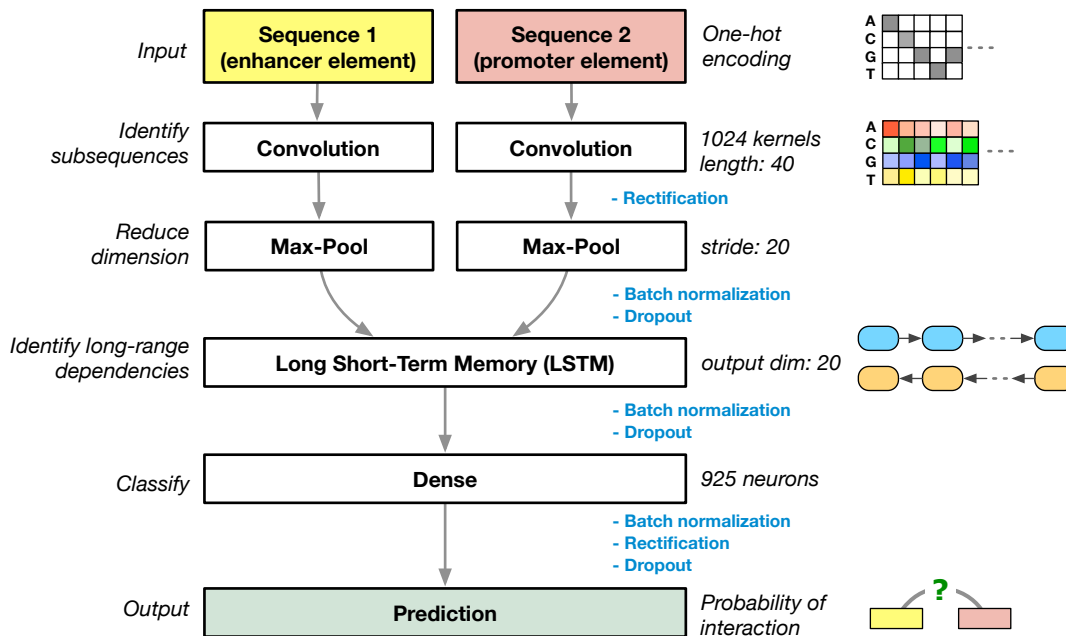 Input
Sequence 1
(enhancer element)
Sequence 2
(promoter element)
One-hot
encoding
A
C
G
T
Identify
subsequences
Convolution
Convolution
1024 kernels
length: 40
A
C
G
T
- Rectification
Reduce
dimension
Max-Pool
Max-Pool
stride: 20
- Batch normalization
- Dropout
Identify long-range
dependencies
Long Short-Term Memory (LSTM)
output dim: 20
- Batch normalization
- Dropout
Classify
Dense
925 neurons
- Batch normalization
- Rectification
- Dropout
Output
Prediction
Probability of
interaction
?